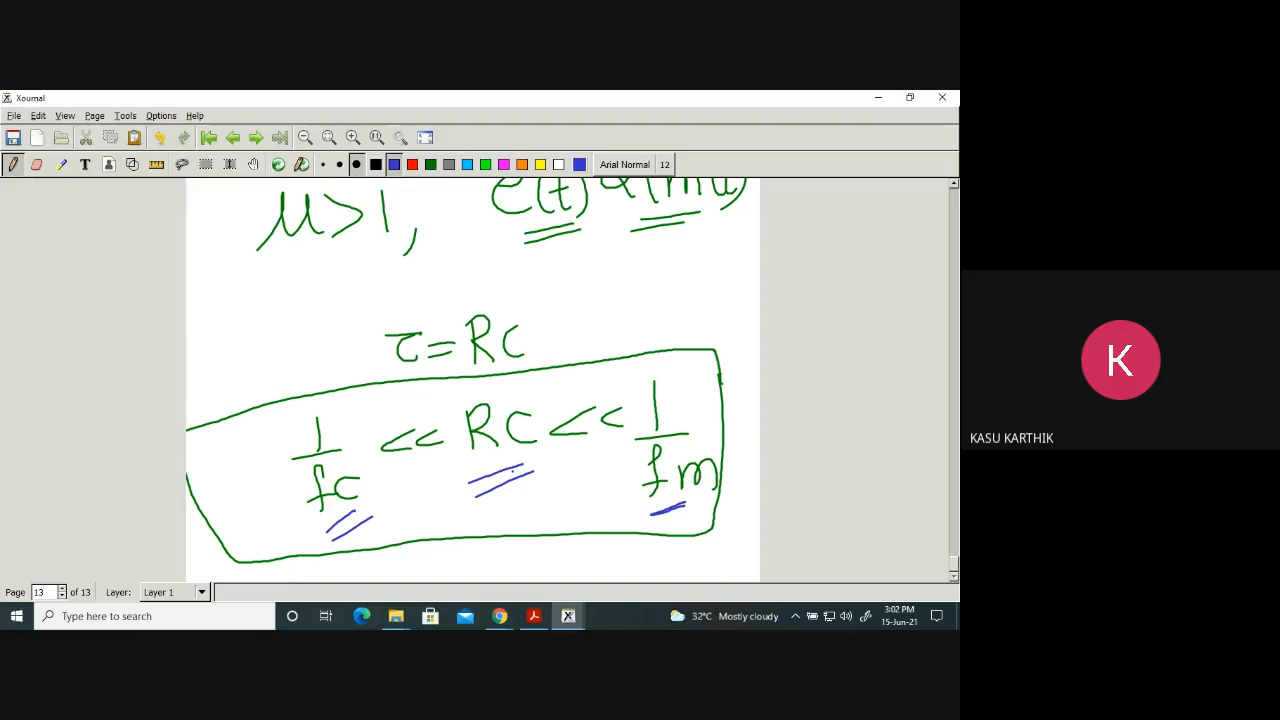 Xournal
File Edit View Page Tools Options Help
Arial Normal 12
μ > 1, e(t) α
τ = RC
1/fc << RC << 1/fm
K
KASU KARTHIK
Page 13 of 13 Layer: Layer 1
Type here to search
32°C Mostly cloudy
3:02 PM
15-Jun-21